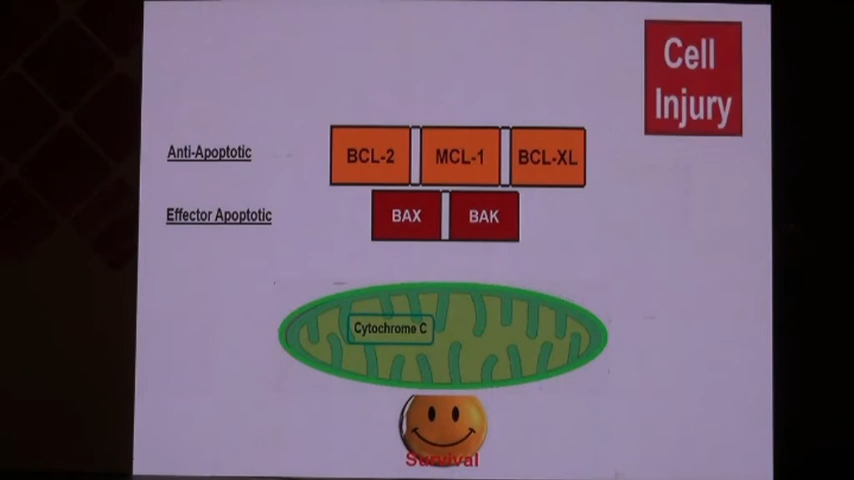 Cell
Injury
Anti-Apoptotic
BCL-2
MCL-1
BCL-XL
Effector Apoptotic
BAX
BAK
Cytochrome C
Survival